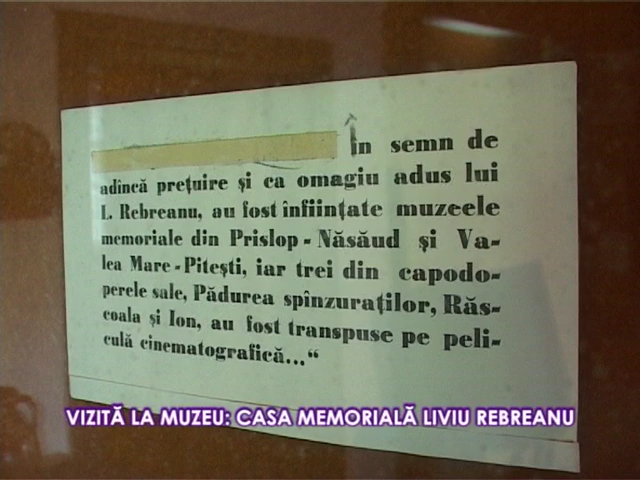 În semn de
adîncă prețuire și ca omagiu adus lui
L. Rebreanu, au fost înființate muzeele
memoriale din Prislop - Năsăud și Va-
lea Mare - Pitești, iar trei din capodo-
perele sale, Pădurea spînzuraților, Răs-
coala și Ion, au fost transpuse pe peli-
culă cinematografică..."
VIZITĂ LA MUZEU: CASA MEMORIALĂ LIVIU REBREANU